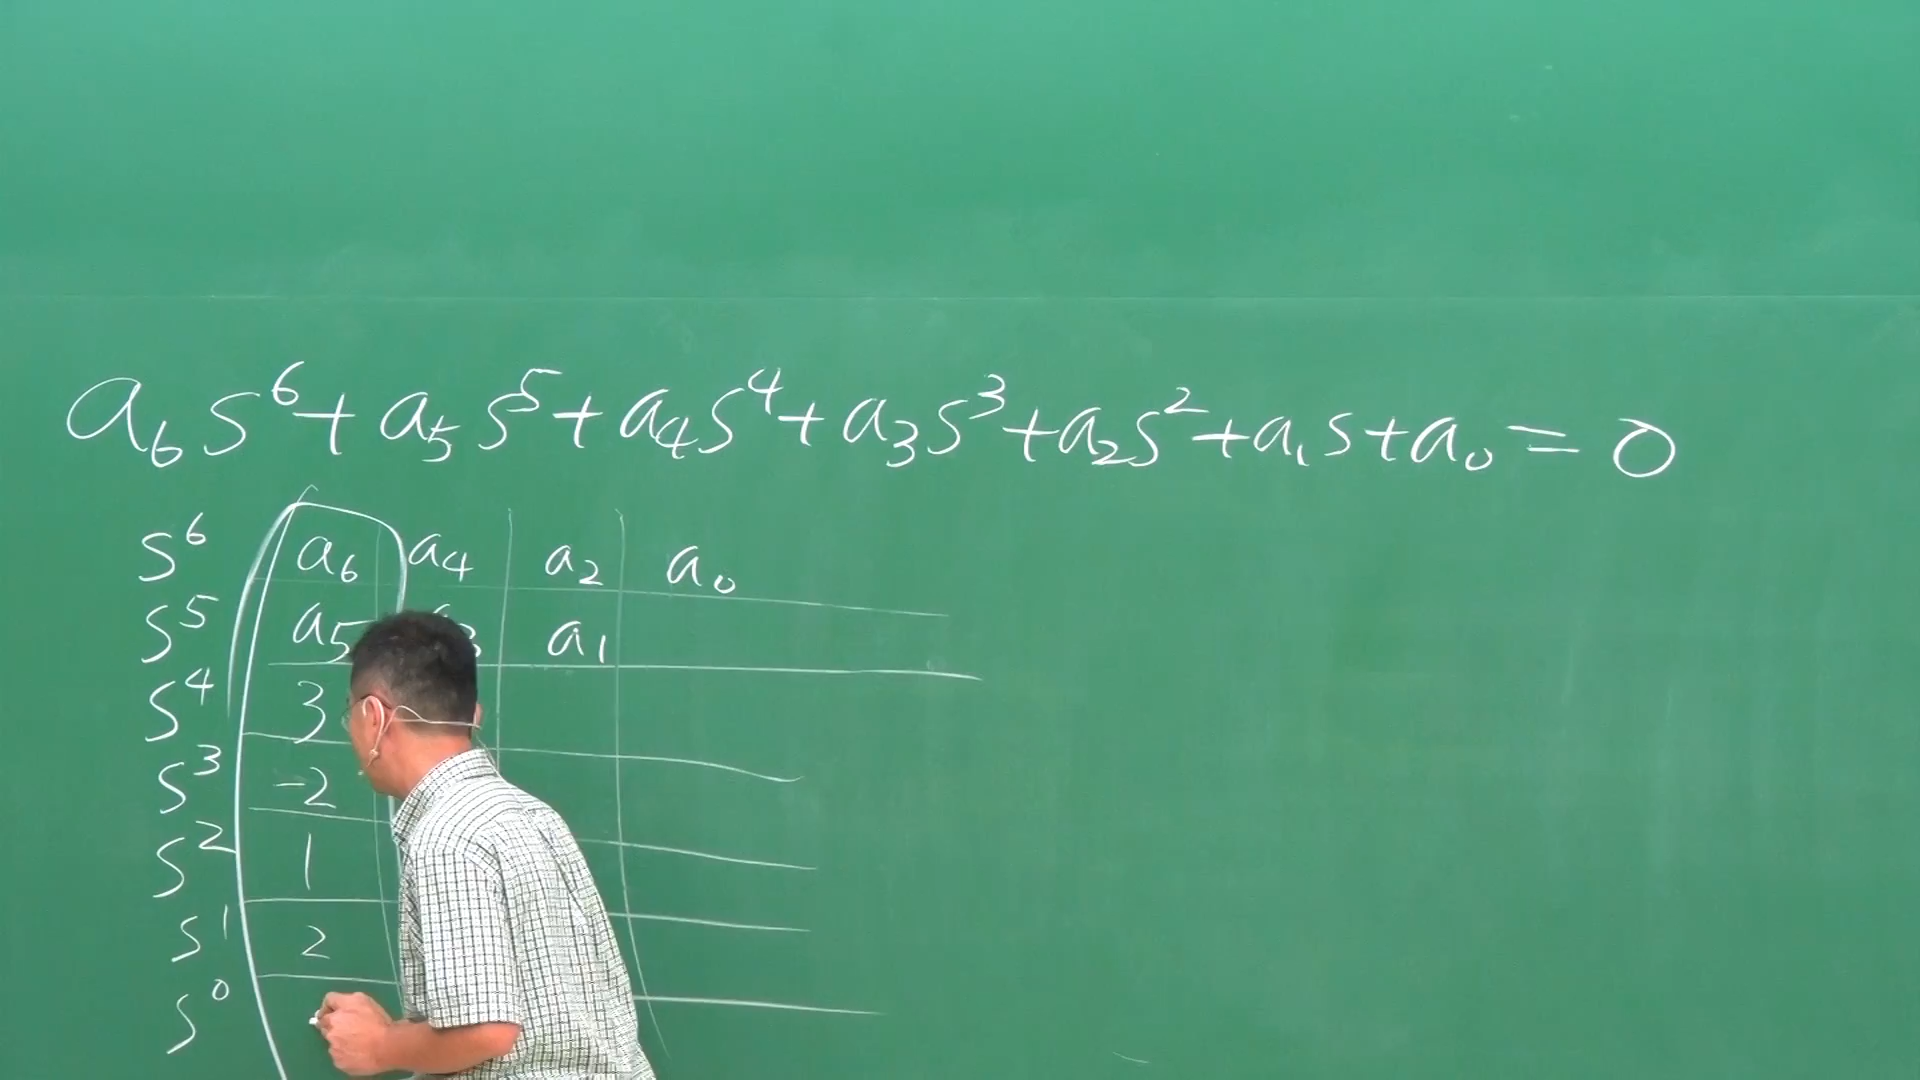 a₆s⁶+a₅s⁵+a₄s⁴+a₃s³+a₂s²+a₁s+a₀=0
s⁶ a₆ a₄ a₂ a₀
s⁵ a₅ ₃ a₁
s⁴ 3
s³ -2
s² 1
s¹ 2
s⁰